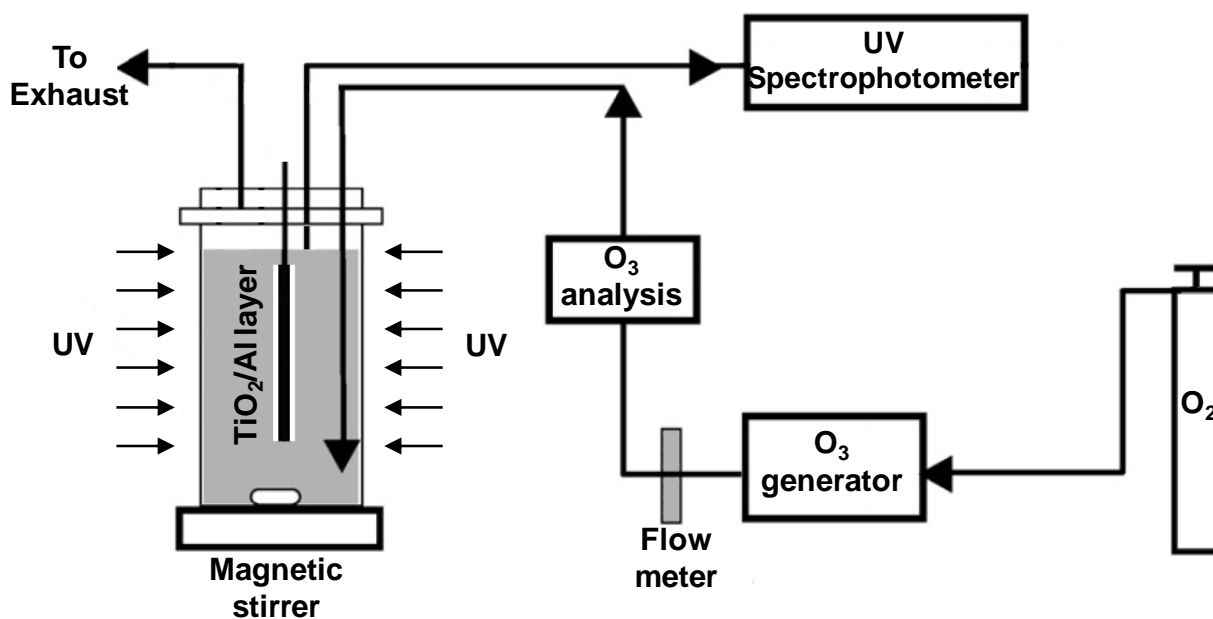 To
Exhaust
UV
Spectrophotometer
O₃
analysis
TiO₂/Al layer
UV
UV
O₂
O₃
generator
Flow
meter
Magnetic
stirrer